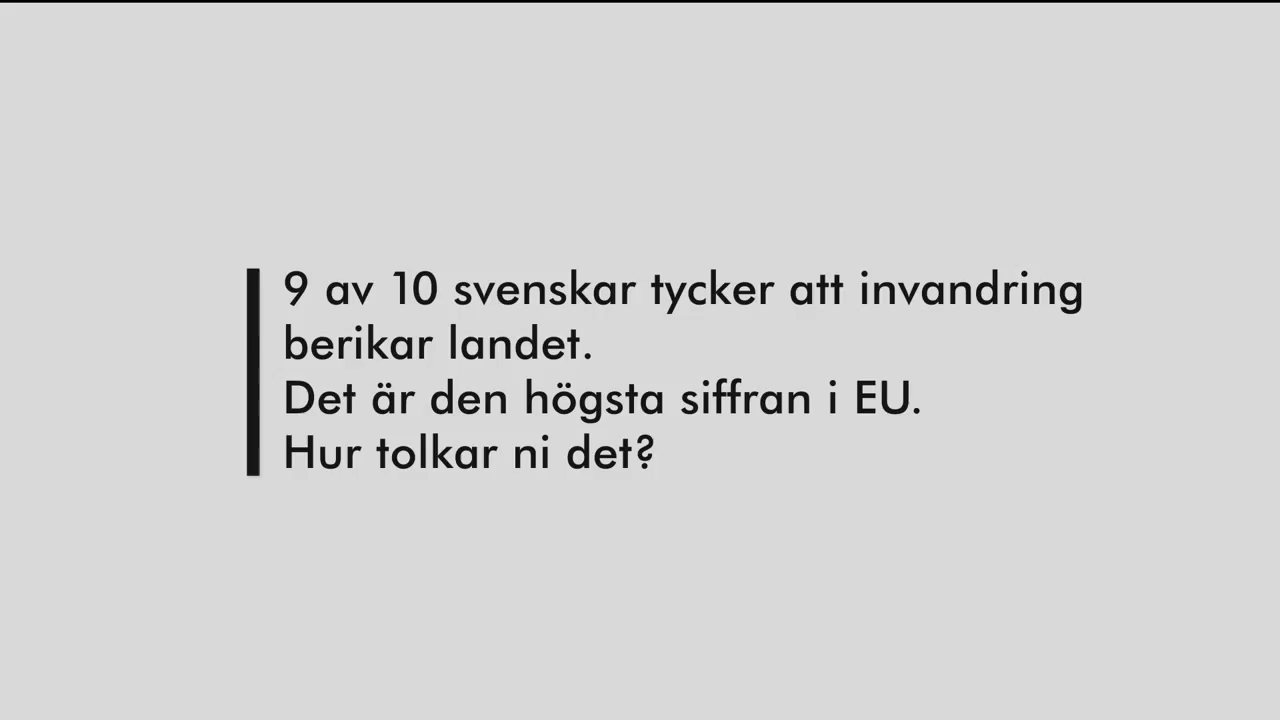 9 av 10 svenskar tycker att invandring
berikar landet.
Det är den högsta siffran i EU.
Hur tolkar ni det?